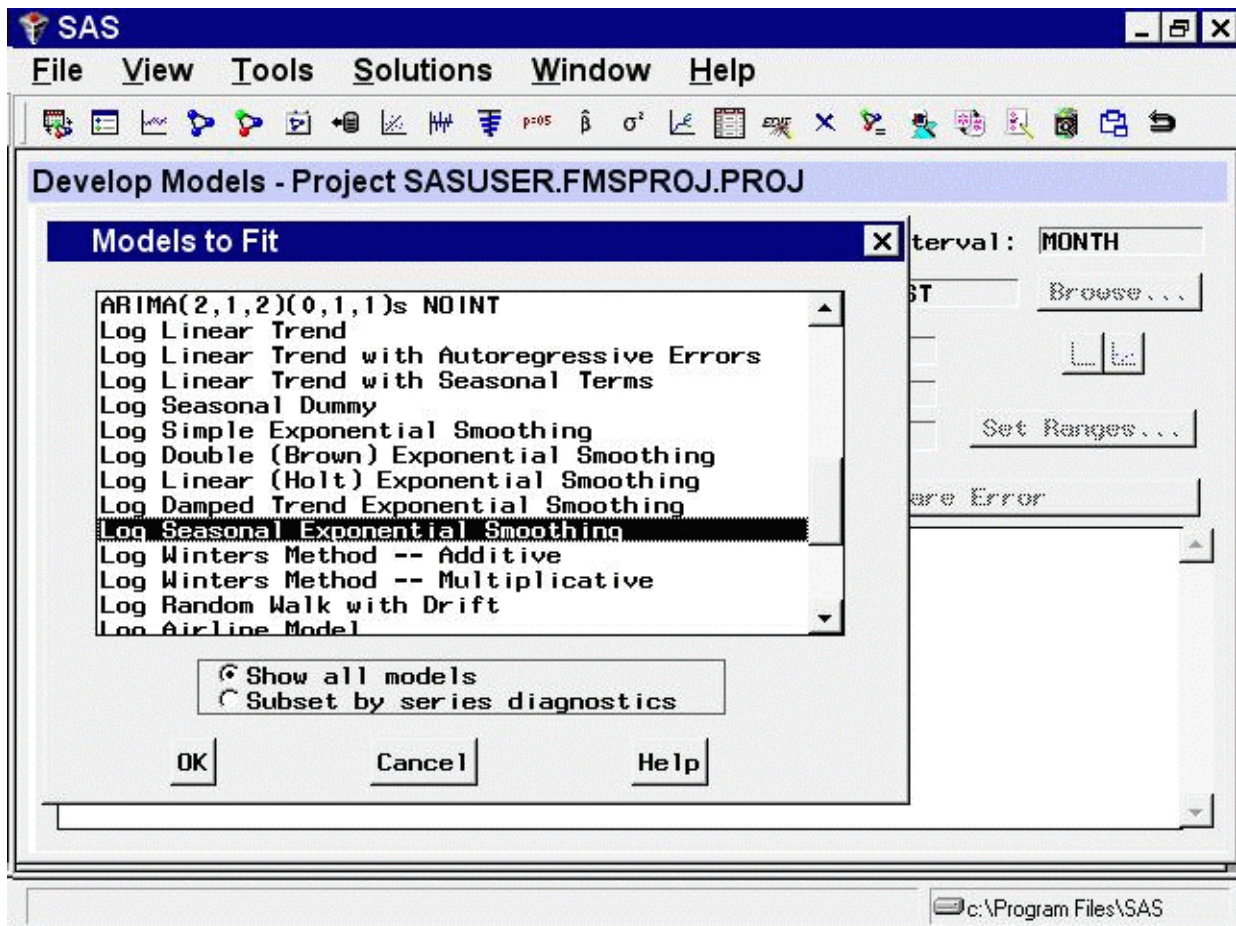 SAS
File View Tools Solutions Window Help
p=05 β̂ σ²
Develop Models - Project SASUSER.FMSPROJ.PROJ
Models to Fit
terval: MONTH
ST Browse...
Set Ranges...
are Error
ARIMA(2,1,2)(0,1,1)s NOINT
Log Linear Trend
Log Linear Trend with Autoregressive Errors
Log Linear Trend with Seasonal Terms
Log Seasonal Dummy
Log Simple Exponential Smoothing
Log Double (Brown) Exponential Smoothing
Log Linear (Holt) Exponential Smoothing
Log Damped Trend Exponential Smoothing
Log Seasonal Exponential Smoothing
Log Winters Method -- Additive
Log Winters Method -- Multiplicative
Log Random Walk with Drift
Log Airline Model
Show all models
Subset by series diagnostics
OK Cancel Help
c:\Program Files\SAS